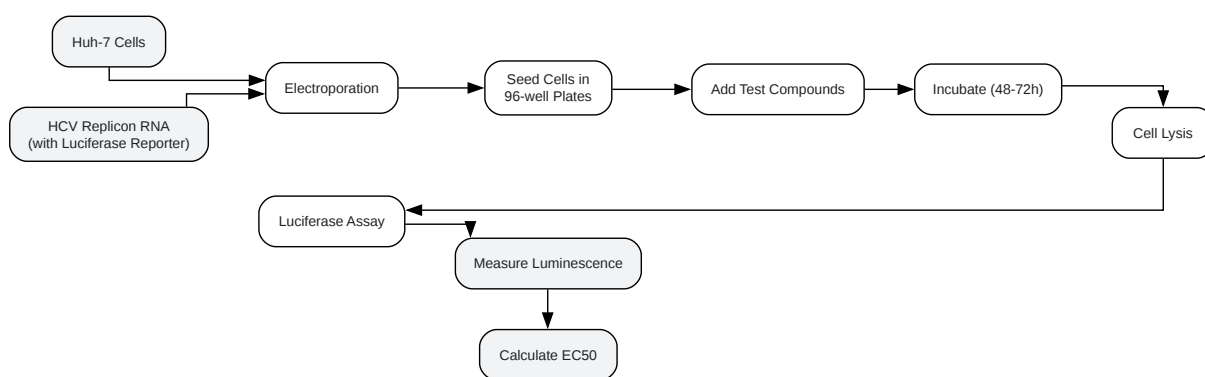 Huh-7 Cells
HCV Replicon RNA
(with Luciferase Reporter)
Electroporation
Seed Cells in
96-well Plates
Add Test Compounds
Incubate (48-72h)
Cell Lysis
Luciferase Assay
Measure Luminescence
Calculate EC50